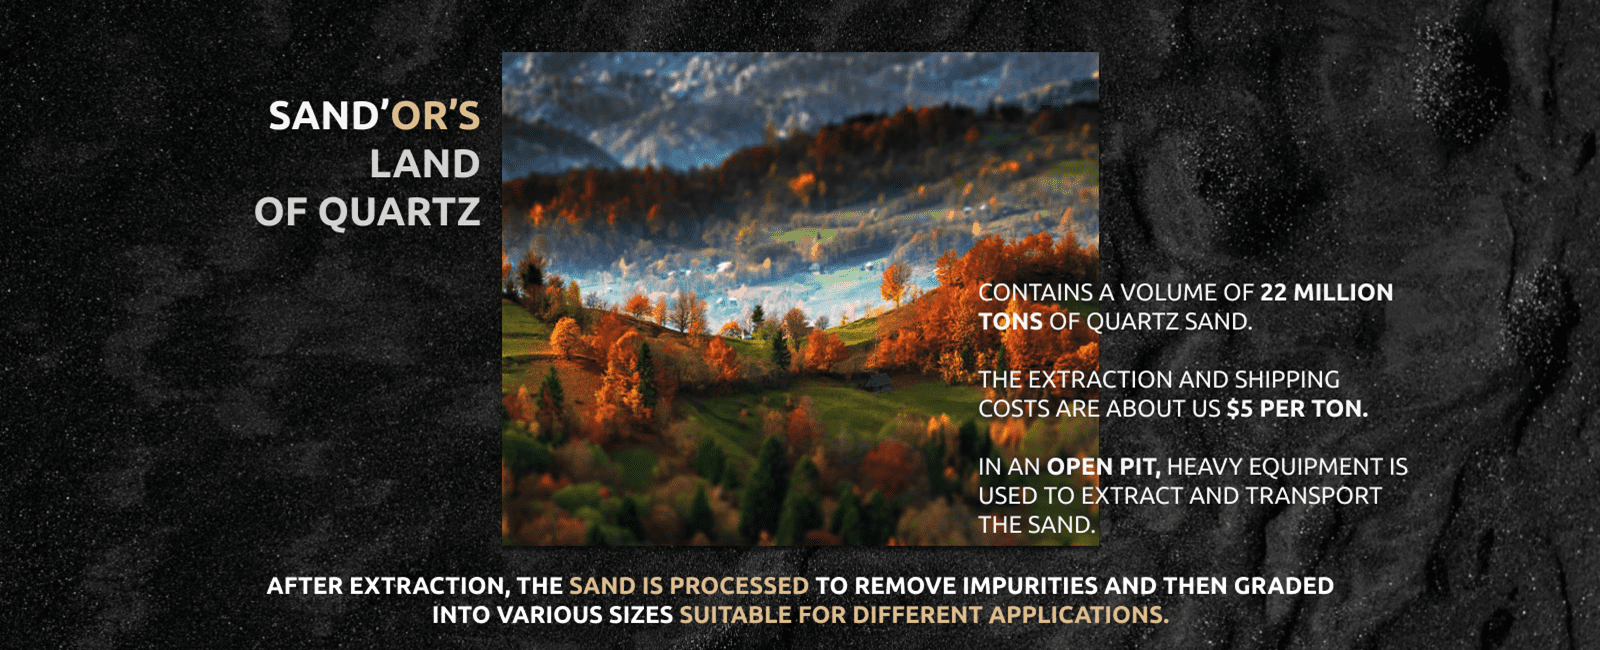 SAND’OR’S
LAND
OF QUARTZ
CONTAINS A VOLUME OF 22 MILLION
TONS OF QUARTZ SAND.
THE EXTRACTION AND SHIPPING
COSTS ARE ABOUT US $5 PER TON.
IN AN OPEN PIT, HEAVY EQUIPMENT IS
USED TO EXTRACT AND TRANSPORT
THE SAND.
AFTER EXTRACTION, THE SAND IS PROCESSED TO REMOVE IMPURITIES AND THEN GRADED
INTO VARIOUS SIZES SUITABLE FOR DIFFERENT APPLICATIONS.